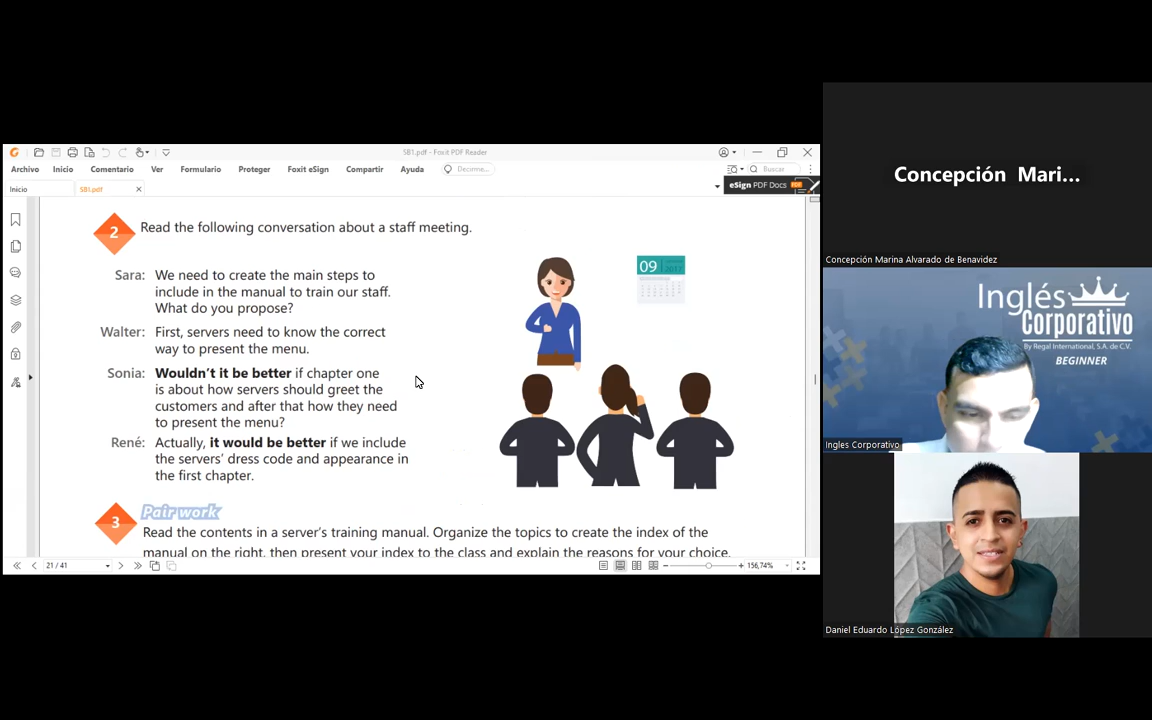 SB1.pdf - Foxit PDF Reader
Archivo Inicio Comentario Ver Formulario Proteger Foxit eSign Compartir Ayuda Decirme... Buscar
Inicio SB1.pdf
eSign PDF Docs
2 Read the following conversation about a staff meeting.
Sara: We need to create the main steps to
include in the manual to train our staff.
What do you propose?
Walter: First, servers need to know the correct
way to present the menu.
Sonia: Wouldn't it be better if chapter one
is about how servers should greet the
customers and after that how they need
to present the menu?
René: Actually, it would be better if we include
the servers' dress code and appearance in
the first chapter.
09
2017
3 Pair work
Read the contents in a server's training manual. Organize the topics to create the index of the
manual on the right, then present your index to the class and explain the reasons for your choice.
21 / 41
156,74%
Concepción Mari...
Concepción Marina Alvarado de Benavidez
Inglés
Corporativo
By Regal International, S.A. de C.V.
BEGINNER
Ingles Corporativo
Daniel Eduardo López González